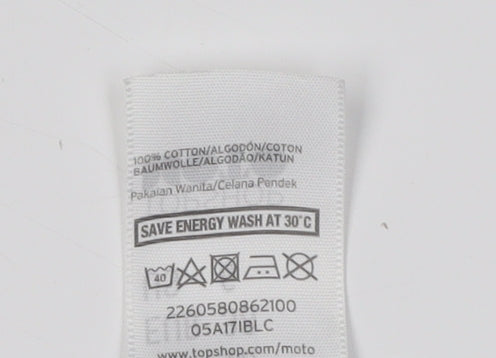 100% COTTON/ALGODÓN/COTON
BAUMWOLLE/ALGODÃO/KATUN
Pakaian Wanita/Celana Pendek
SAVE ENERGY WASH AT 30°C
40
2260580862100
05A17IBLC
www.topshop.com/moto